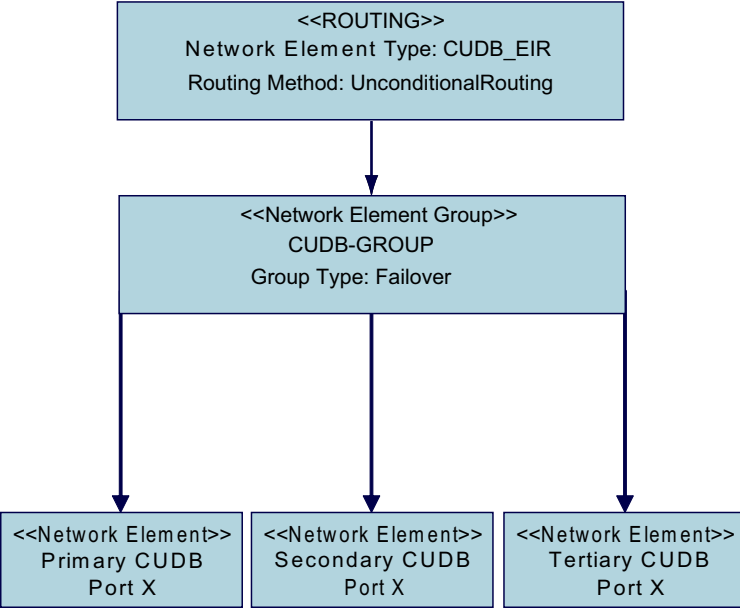 <<ROUTING>>
Network Element Type: CUDB_EIR
Routing Method: UnconditionalRouting
<<Network Element Group>>
CUDB-GROUP
Group Type: Failover
<<Network Element>>
Primary CUDB
Port X
<<Network Element>>
Secondary CUDB
Port X
<<Network Element>>
Tertiary CUDB
Port X